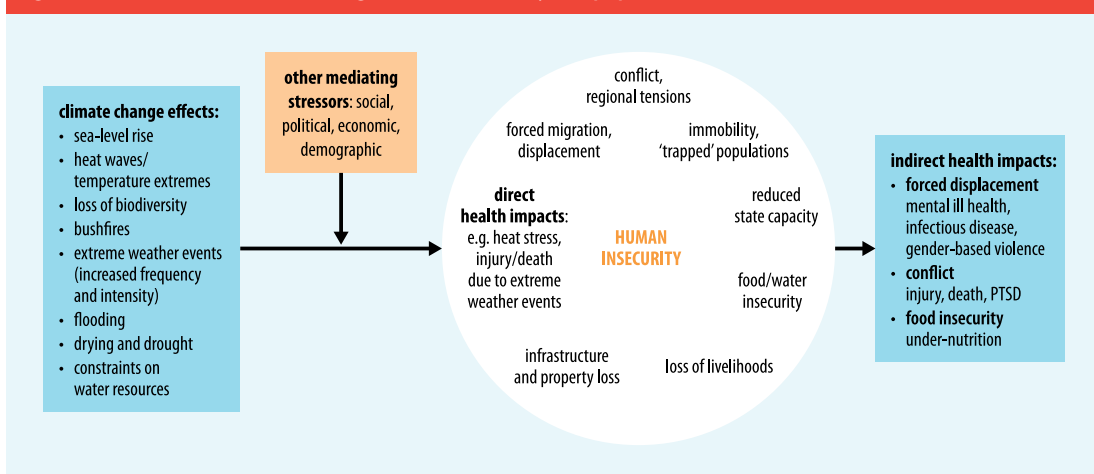 climate change effects:
• sea-level rise
• heat waves/
temperature extremes
• loss of biodiversity
• bushfires
• extreme weather events
(increased frequency
and intensity)
• flooding
• drying and drought
• constraints on
water resources
other mediating
stressors: social,
political, economic,
demographic
conflict,
regional tensions
forced migration,
displacement
immobility,
‘trapped’ populations
direct
health impacts:
e.g. heat stress,
injury/death
due to extreme
weather events
HUMAN
INSECURITY
reduced
state capacity
food/water
insecurity
infrastructure
and property loss
loss of livelihoods
indirect health impacts:
• forced displacement
mental ill health,
infectious disease,
gender-based violence
• conflict
injury, death, PTSD
• food insecurity
under-nutrition